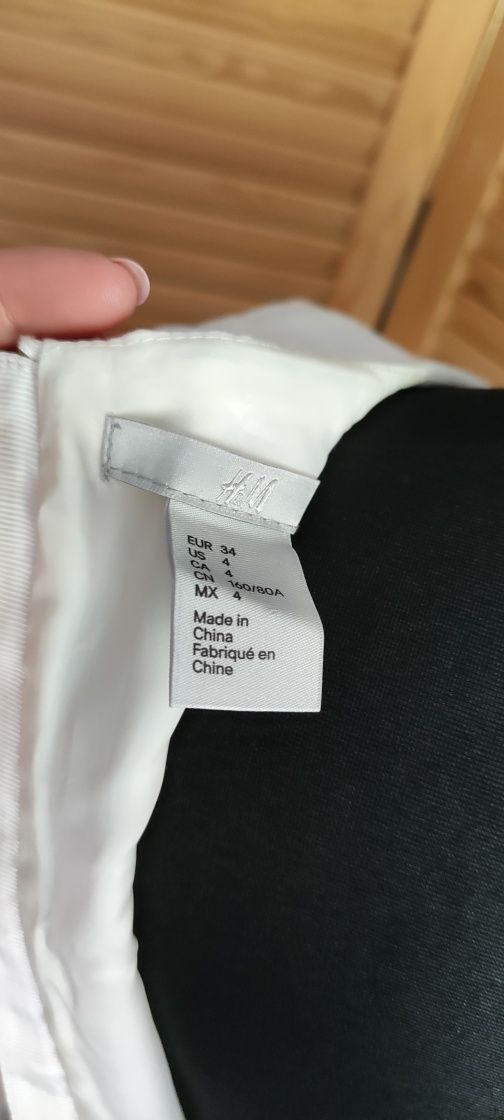 H&M
EUR 34
US 4
CA 4
CN 160/80A
MX 4
Made in
China
Fabriqué en
Chine